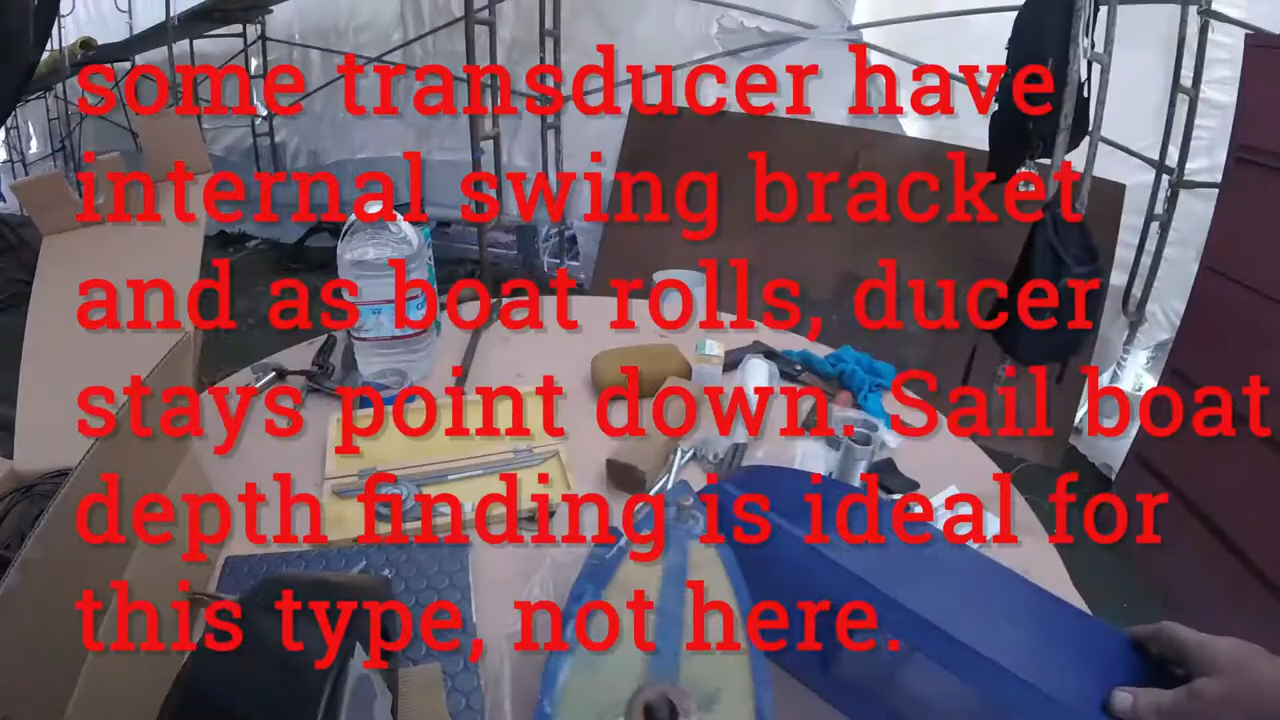 some transducer have
internal swing bracket
and as boat rolls, ducer
stays point down. Sail boat
depth finding is ideal for
this type, not here.